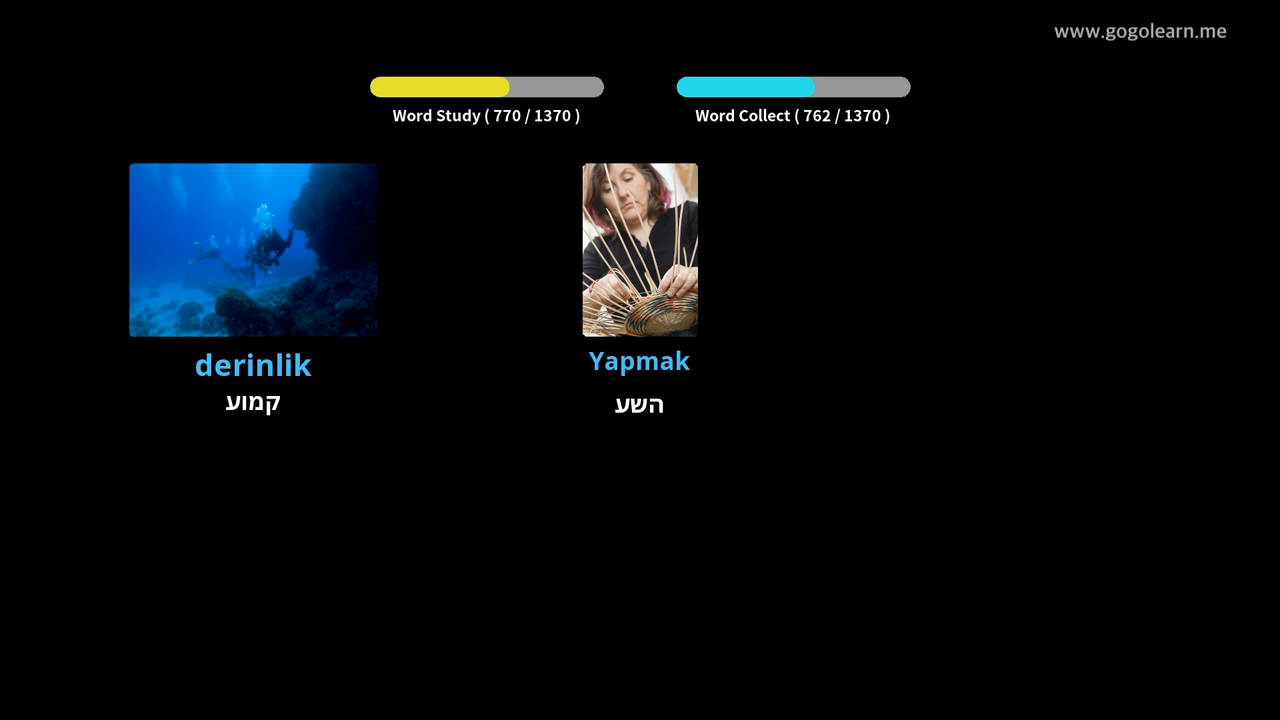 www.gogolearn.me
Word Study ( 770 / 1370 )
Word Collect ( 762 / 1370 )
derinlik
קמוע
Yapmak
השע